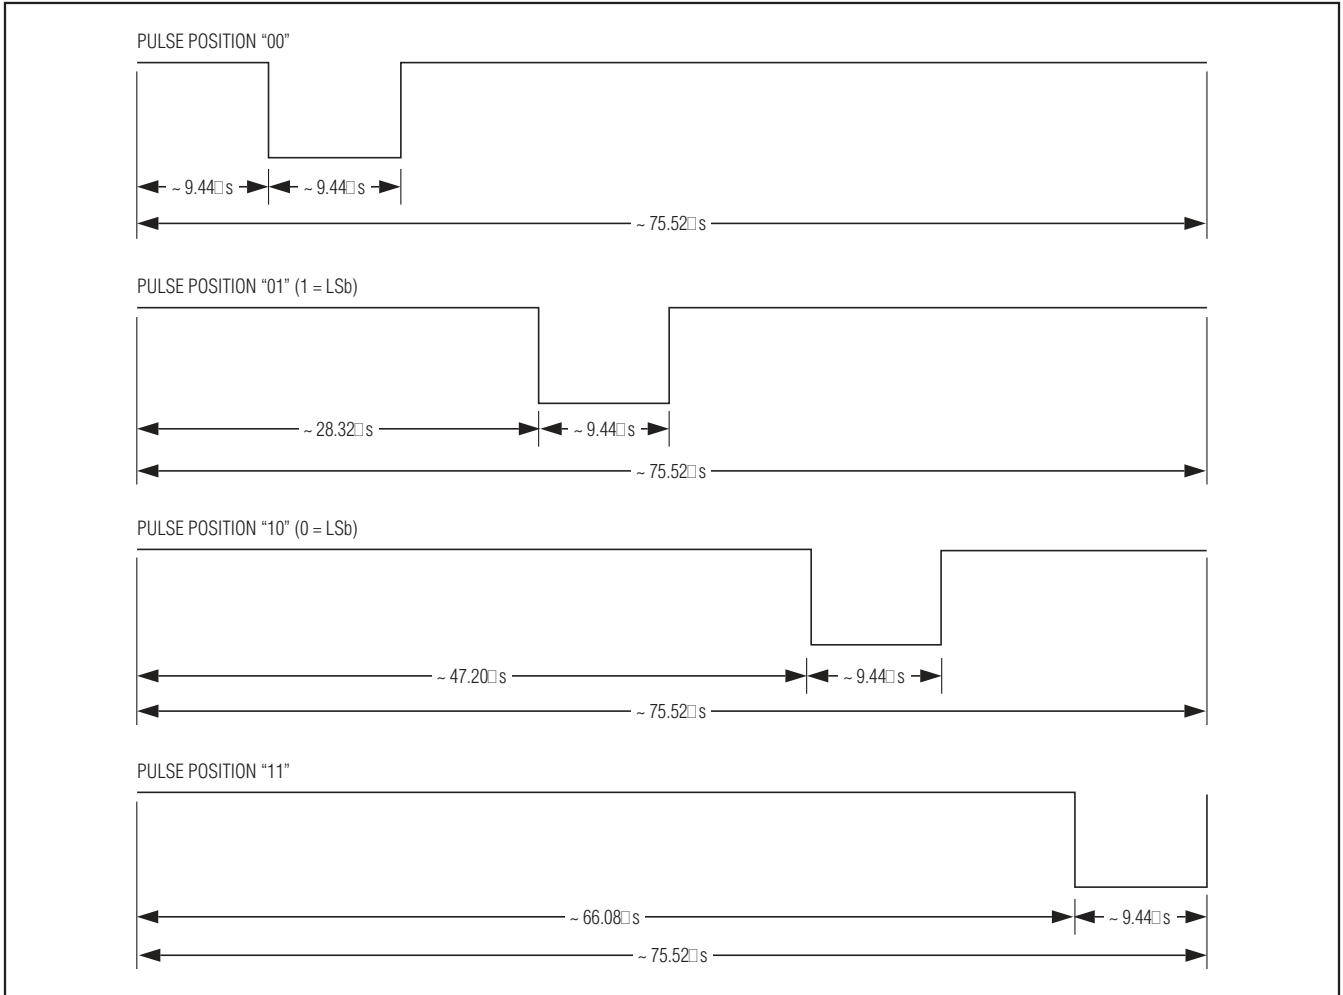 PULSE POSITION “00”
~ 9.44□s
~ 9.44□s
~ 75.52□s
PULSE POSITION “01” (1 = LSb)
~ 28.32□s
~ 9.44□s
~ 75.52□s
PULSE POSITION “10” (0 = LSb)
~ 47.20□s
~ 9.44□s
~ 75.52□s
PULSE POSITION “11”
~ 66.08□s
~ 9.44□s
~ 75.52□s